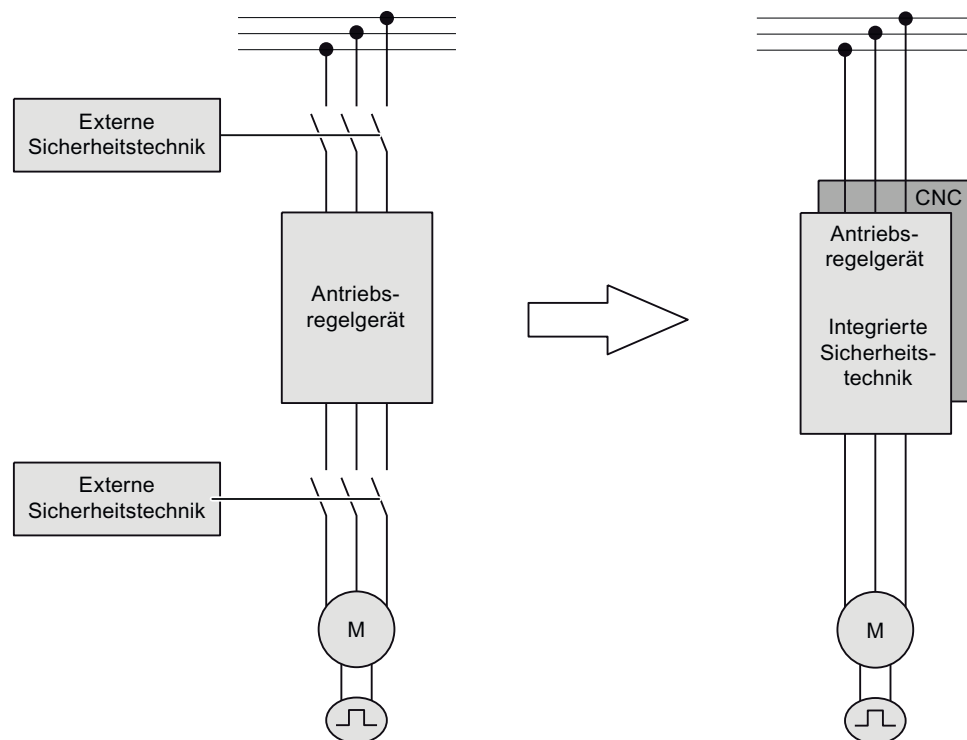 Externe
Sicherheitstechnik
Antriebs-
regelgerät
Externe
Sicherheitstechnik
M
CNC
Antriebs-
regelgerät
Integrierte
Sicherheits-
technik
M